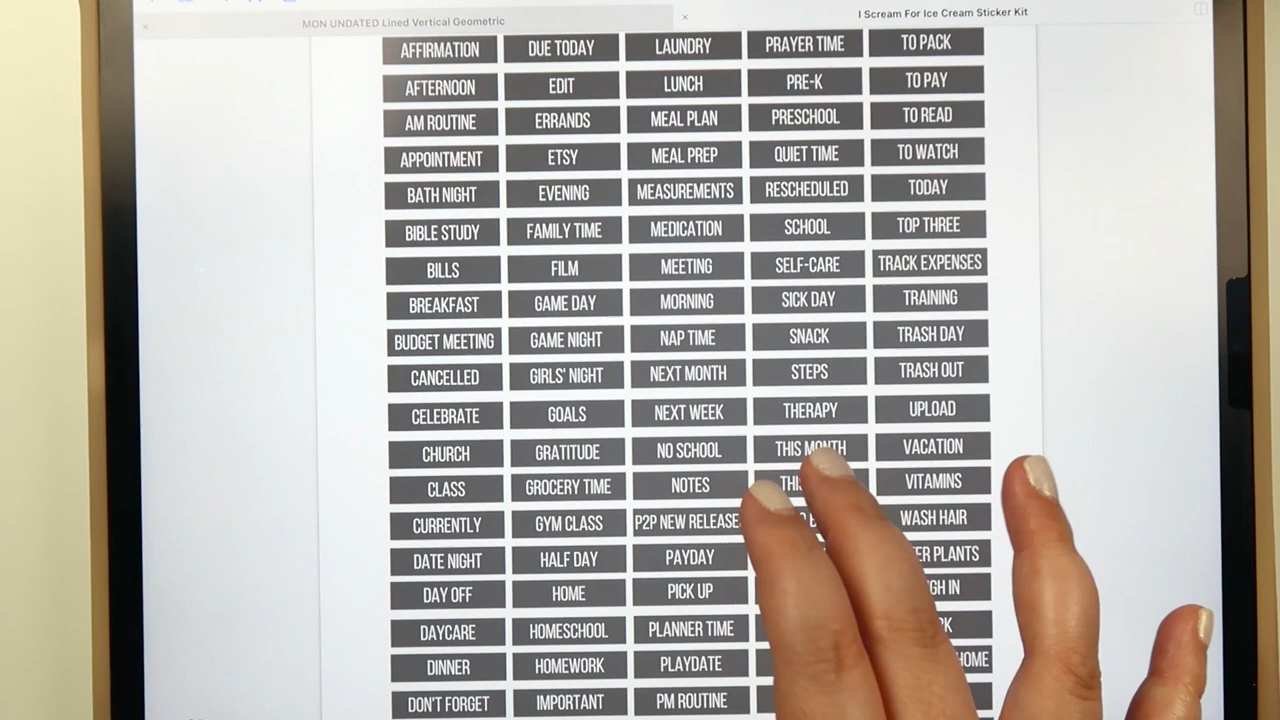 MON UNDATED Lined Vertical Geometric
I Scream For Ice Cream Sticker Kit
AFFIRMATION DUE TODAY LAUNDRY PRAYER TIME TO PACK
AFTERNOON EDIT LUNCH PRE-K TO PAY
AM ROUTINE ERRANDS MEAL PLAN PRESCHOOL TO READ
APPOINTMENT ETSY MEAL PREP QUIET TIME TO WATCH
BATH NIGHT EVENING MEASUREMENTS RESCHEDULED TODAY
BIBLE STUDY FAMILY TIME MEDICATION SCHOOL TOP THREE
BILLS FILM MEETING SELF-CARE TRACK EXPENSES
BREAKFAST GAME DAY MORNING SICK DAY TRAINING
BUDGET MEETING GAME NIGHT NAP TIME SNACK TRASH DAY
CANCELLED GIRLS' NIGHT NEXT MONTH STEPS TRASH OUT
CELEBRATE GOALS NEXT WEEK THERAPY UPLOAD
CHURCH GRATITUDE NO SCHOOL THIS MONTH VACATION
CLASS GROCERY TIME NOTES VITAMINS
CURRENTLY GYM CLASS P2P NEW RELEASE WASH HAIR
DATE NIGHT HALF DAY PAYDAY PLANTS
DAY OFF HOME PICK UP IN
DAYCARE HOMESCHOOL PLANNER TIME
DINNER HOMEWORK PLAYDATE HOME
DON'T FORGET IMPORTANT PM ROUTINE